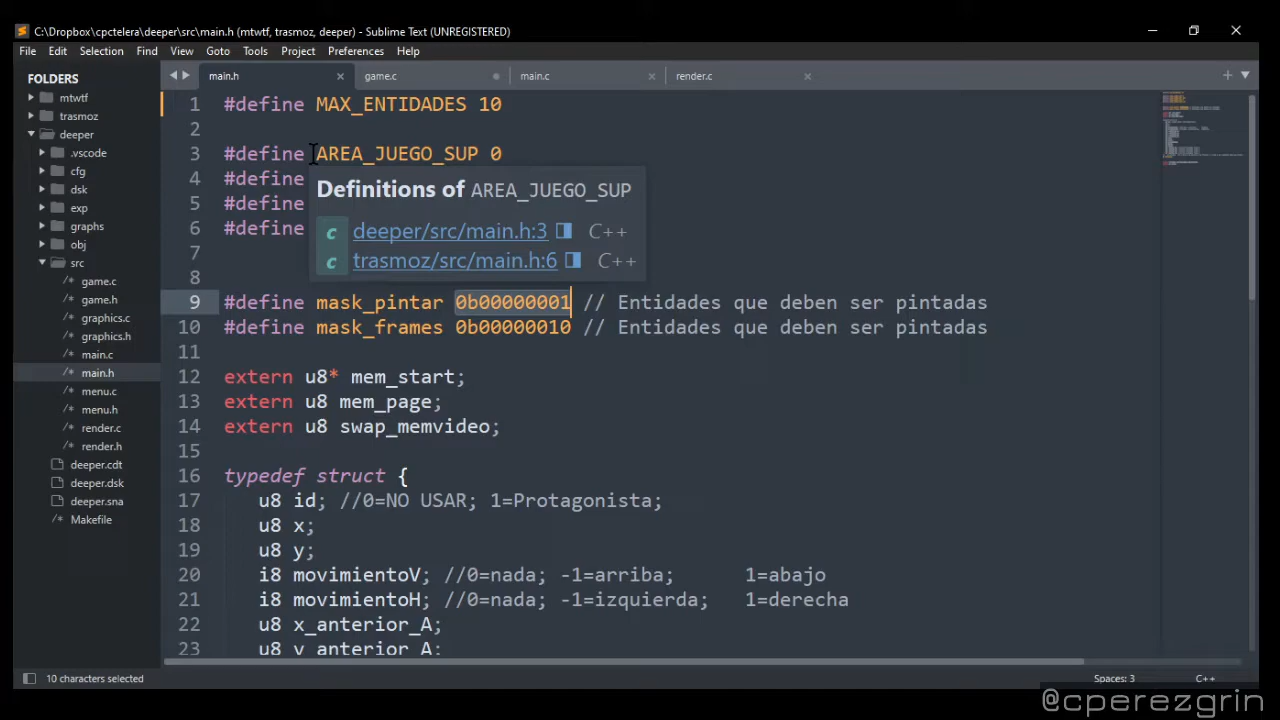 C:\Dropbox\cpctelera\deeper\src\main.h (mtwtf, trasmoz, deeper) - Sublime Text (UNREGISTERED)
File Edit Selection View Goto Tools Project Preferences Help
FOLDERS
mtwtf
trasmoz
deeper
.vscode
cfg
dsk
exp
graphs
obj
src
game.c
game.h
graphics.c
graphics.h
main.c
main.h
menu.c
menu.h
render.c
render.h
deeper.cdt
deeper.dsk
deeper.sna
Makefile
main.h game.c main.c render.c
1 #define MAX_ENTIDADES 10
2
3 #define AREA_JUEGO_SUP 0
4 #define
5 #define
6 #define
7
8
Definitions of AREA_JUEGO_SUP
c deeper/src/main.h:3 C++
c trasmoz/src/main.h:6 C++
9 #define mask_pintar 0b00000001 // Entidades que deben ser pintadas
10 #define mask_frames 0b00000010 // Entidades que deben ser pintadas
11
12 extern u8* mem_start;
13 extern u8 mem_page;
14 extern u8 swap_memvideo;
15
16 typedef struct {
17 u8 id; //0=NO USAR; 1=Protagonista;
18 u8 x;
19 u8 y;
20 i8 movimientoV; //0=nada; -1=arriba; 1=abajo
21 i8 movimientoH; //0=nada; -1=izquierda; 1=derecha
22 u8 x_anterior_A;
23 u8 y_anterior_A;
10 characters selected
Spaces: 3 C++
@cperezgrin